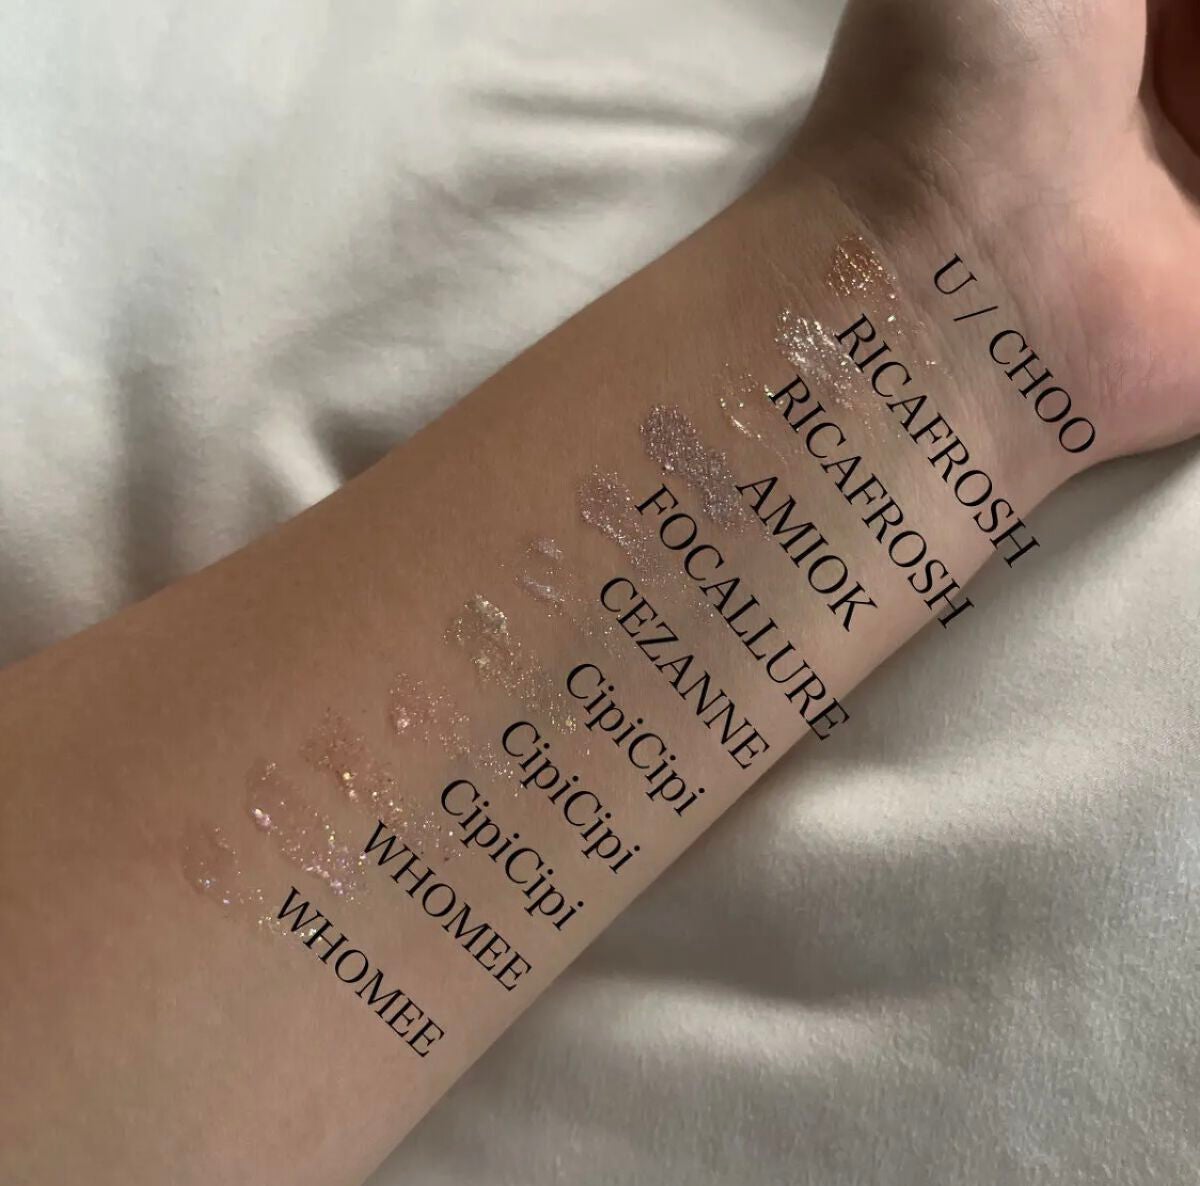 U / CHOO
RICAFROSH
RICAFROSH
AMIOK
FOCALLURE
CEZANNE
CipiCipi
CipiCipi
CipiCipi
WHOMEE
WHOMEE